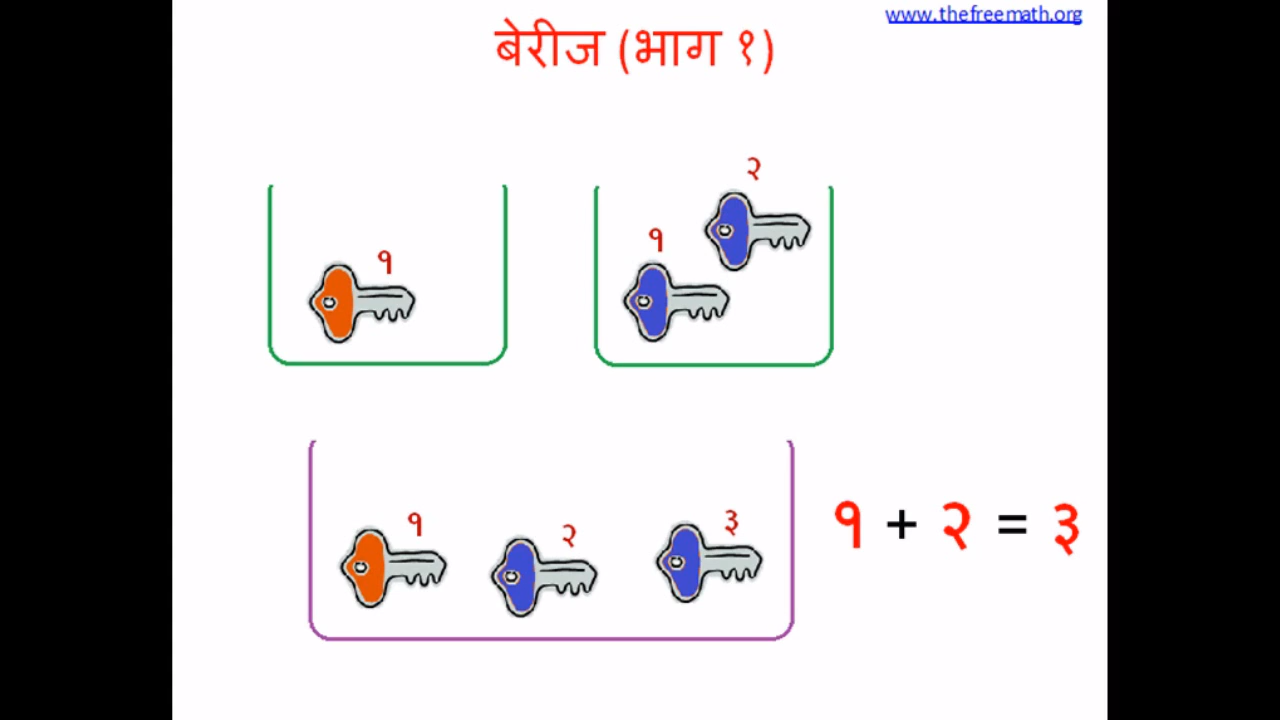 www.thefreemath.org
बेरीज (भाग १)
२
१
१
१
२
३
१ + २ = ३